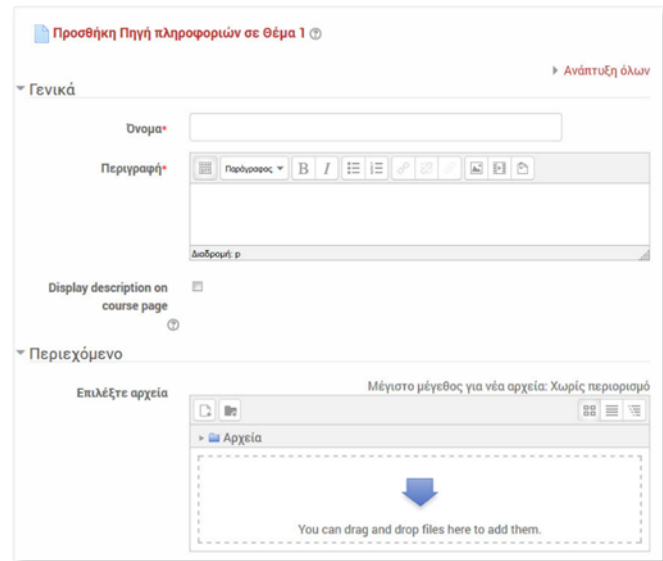 Προσθήκη Πηγή πληροφοριών σε Θέμα 1
Ανάπτυξη όλων
Γενικά
Όνομα*
Περιγραφή*
Παράγραφος
B I
Διαδρομή: p
Display description on
course page
Περιεχόμενο
Επιλέξτε αρχεία
Μέγιστο μέγεθος για νέα αρχεία: Χωρίς περιορισμό
Αρχεία
You can drag and drop files here to add them.